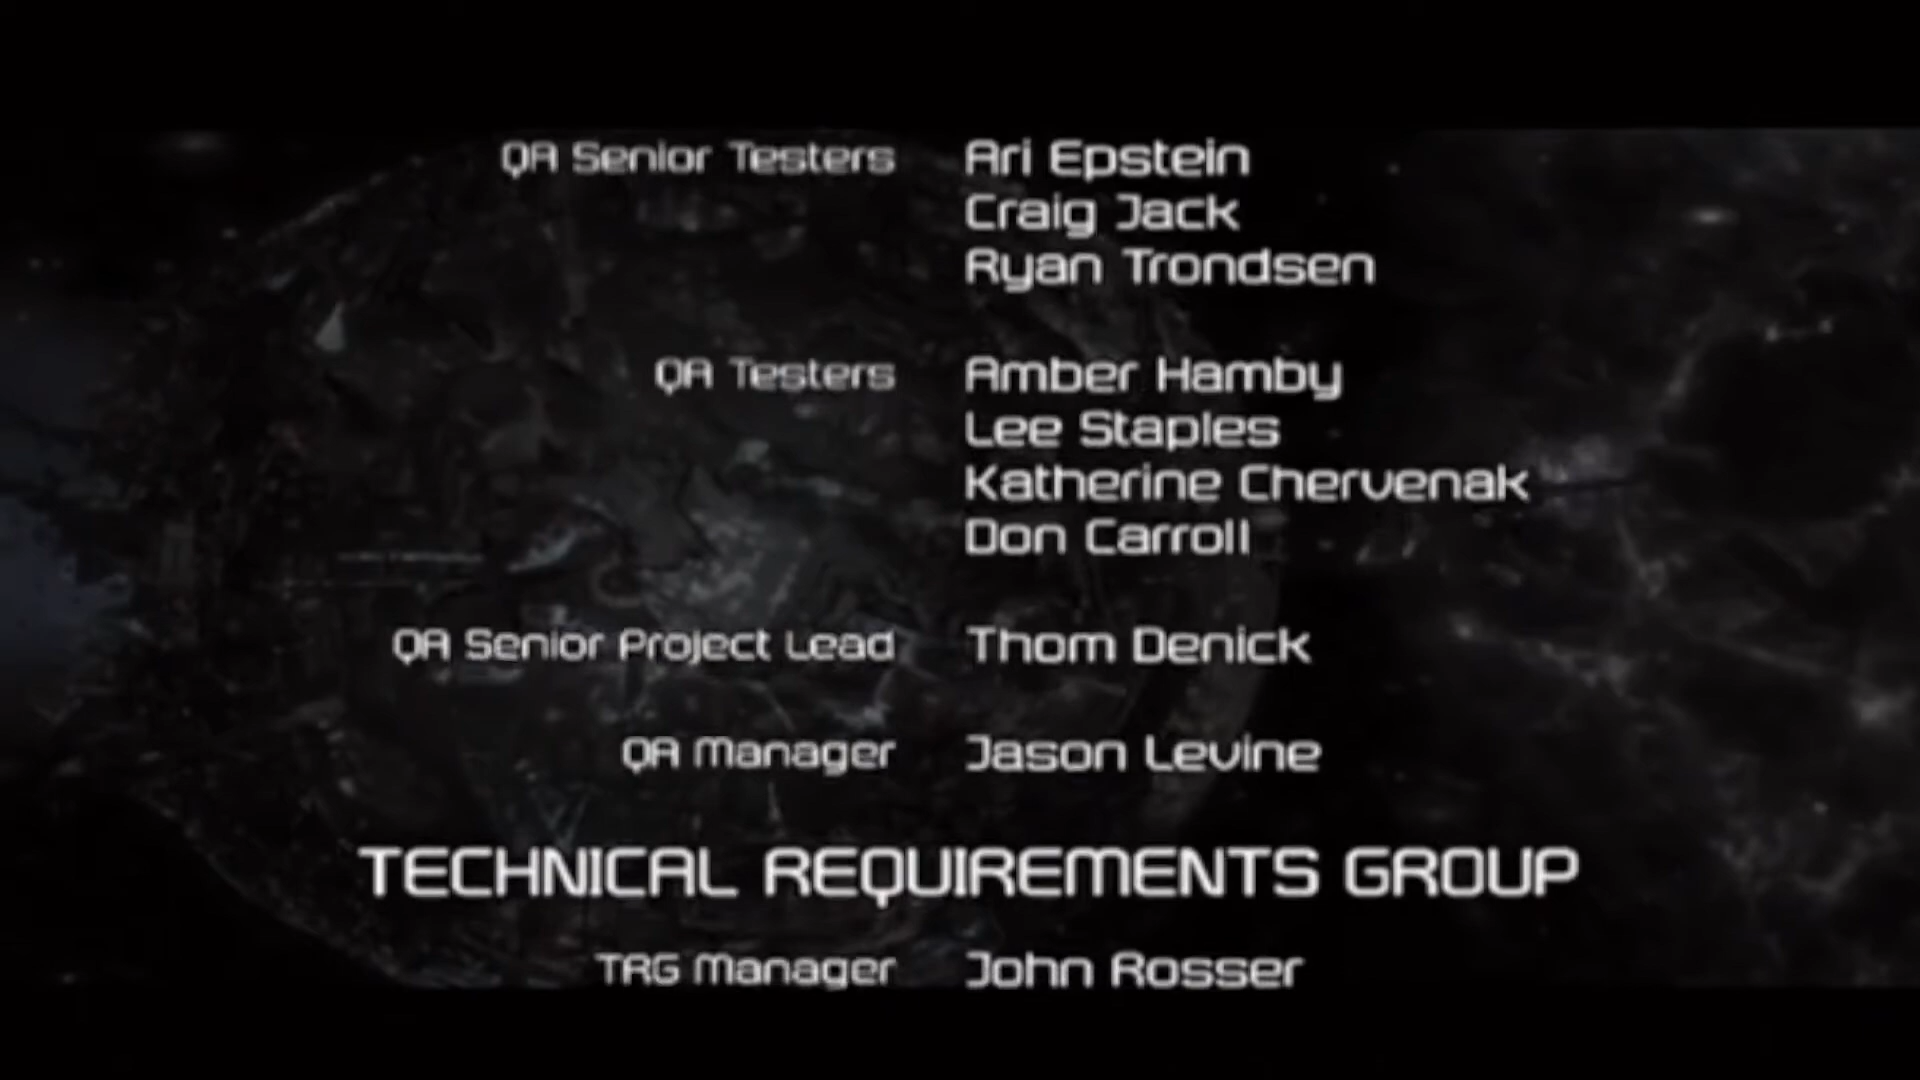 QA Senior Testers Ari Epstein
Craig Jack
Ryan Trondsen
QA Testers Amber Hamby
Lee Staples
Katherine Chervenak
Don Carroll
QA Senior Project Lead Thom Denick
QA Manager Jason Levine
TECHNICAL REQUIREMENTS GROUP
TRG Manager John Rosser